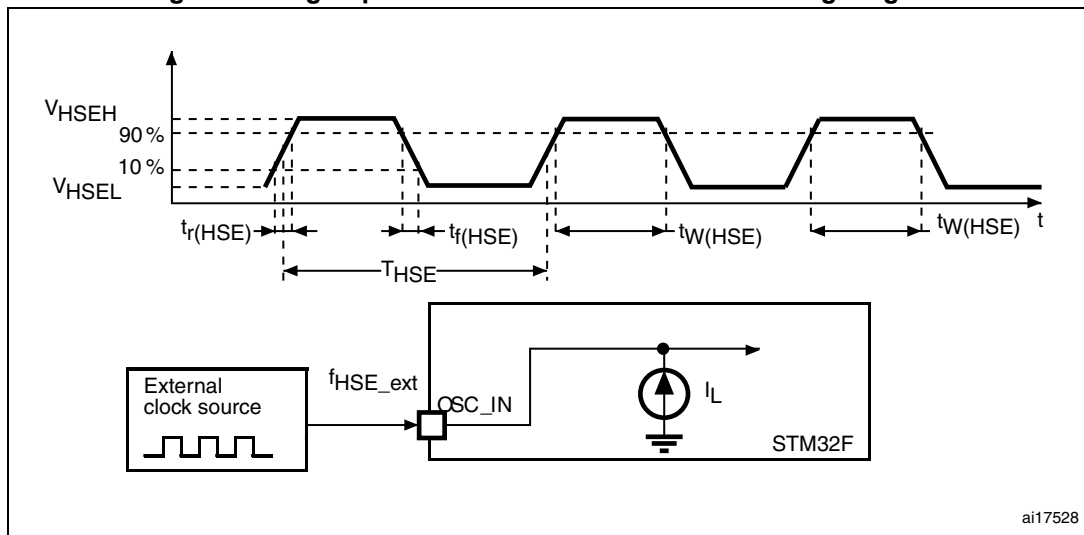 VHSEH
90 %
10 %
VHSEL
tr(HSE)
tf(HSE)
tW(HSE)
tW(HSE)
t
THSE
External
clock source
fHSE_ext
OSC_IN
IL
STM32F
ai17528